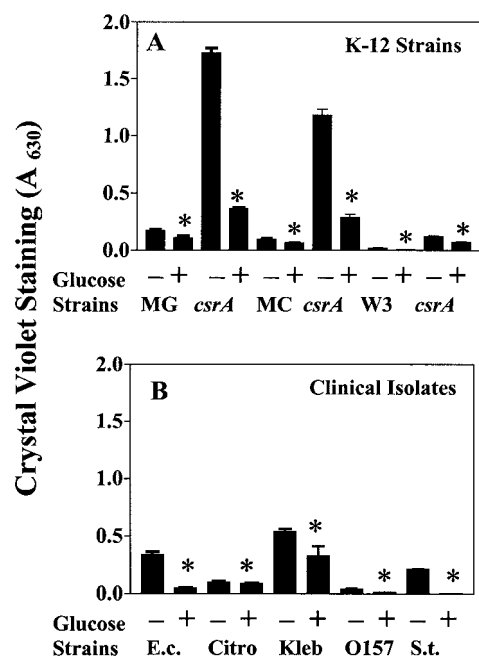 Crystal Violet Staining (A 630)
A
K-12 Strains
2.0
1.5
1.0
0.5
0.0
* * * * * *
Glucose – + – + – + – + – + – +
Strains MG csrA MC csrA W3 csrA
B
Clinical Isolates
2.0
1.5
1.0
0.5
0.0
* * * * *
Glucose – + – + – + – + – +
Strains E.c. Citro Kleb O157 S.t.